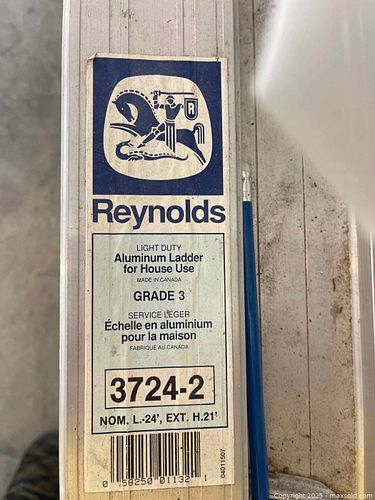 R
Reynolds
LIGHT DUTY
Aluminum Ladder
for House Use
MADE IN CANADA
GRADE 3
SERVICE LÉGER
Échelle en aluminium
pour la maison
FABRIQUÉ AU CANADA
3724-2
NOM. L.-24', EXT. H.21'
0 58250 01132 1
04011507
Copyright 2025 - maxsold.com